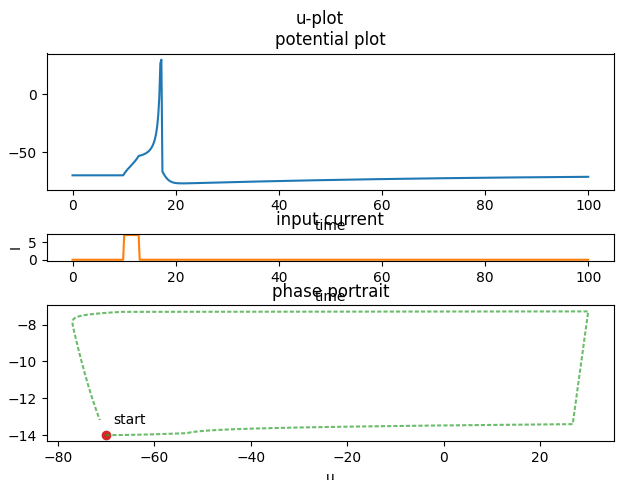 u-plot
potential plot
0
−50
0 20 40 60 80 100
time
input current
I
5
0
0 20 40 60 80 100
time
phase portrait
−8
−10
−12
−14
start
−80 −60 −40 −20 0 20
u